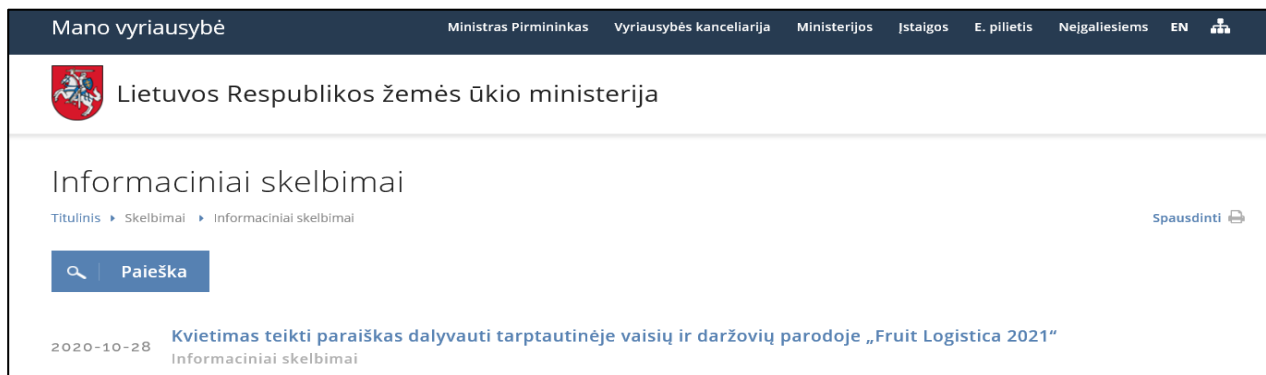 Mano vyriausybė Ministras Pirmininkas Vyriausybės kanceliarija Ministerijos Įstaigos E. pilietis Neįgaliesiems EN
Lietuvos Respublikos žemės ūkio ministerija
Informaciniai skelbimai
Titulinis Skelbimai Informaciniai skelbimai Spausdinti
Paieška
2020-10-28 Kvietimas teikti paraiškas dalyvauti tarptautinėje vaisių ir daržovių parodoje „Fruit Logistica 2021“
Informaciniai skelbimai